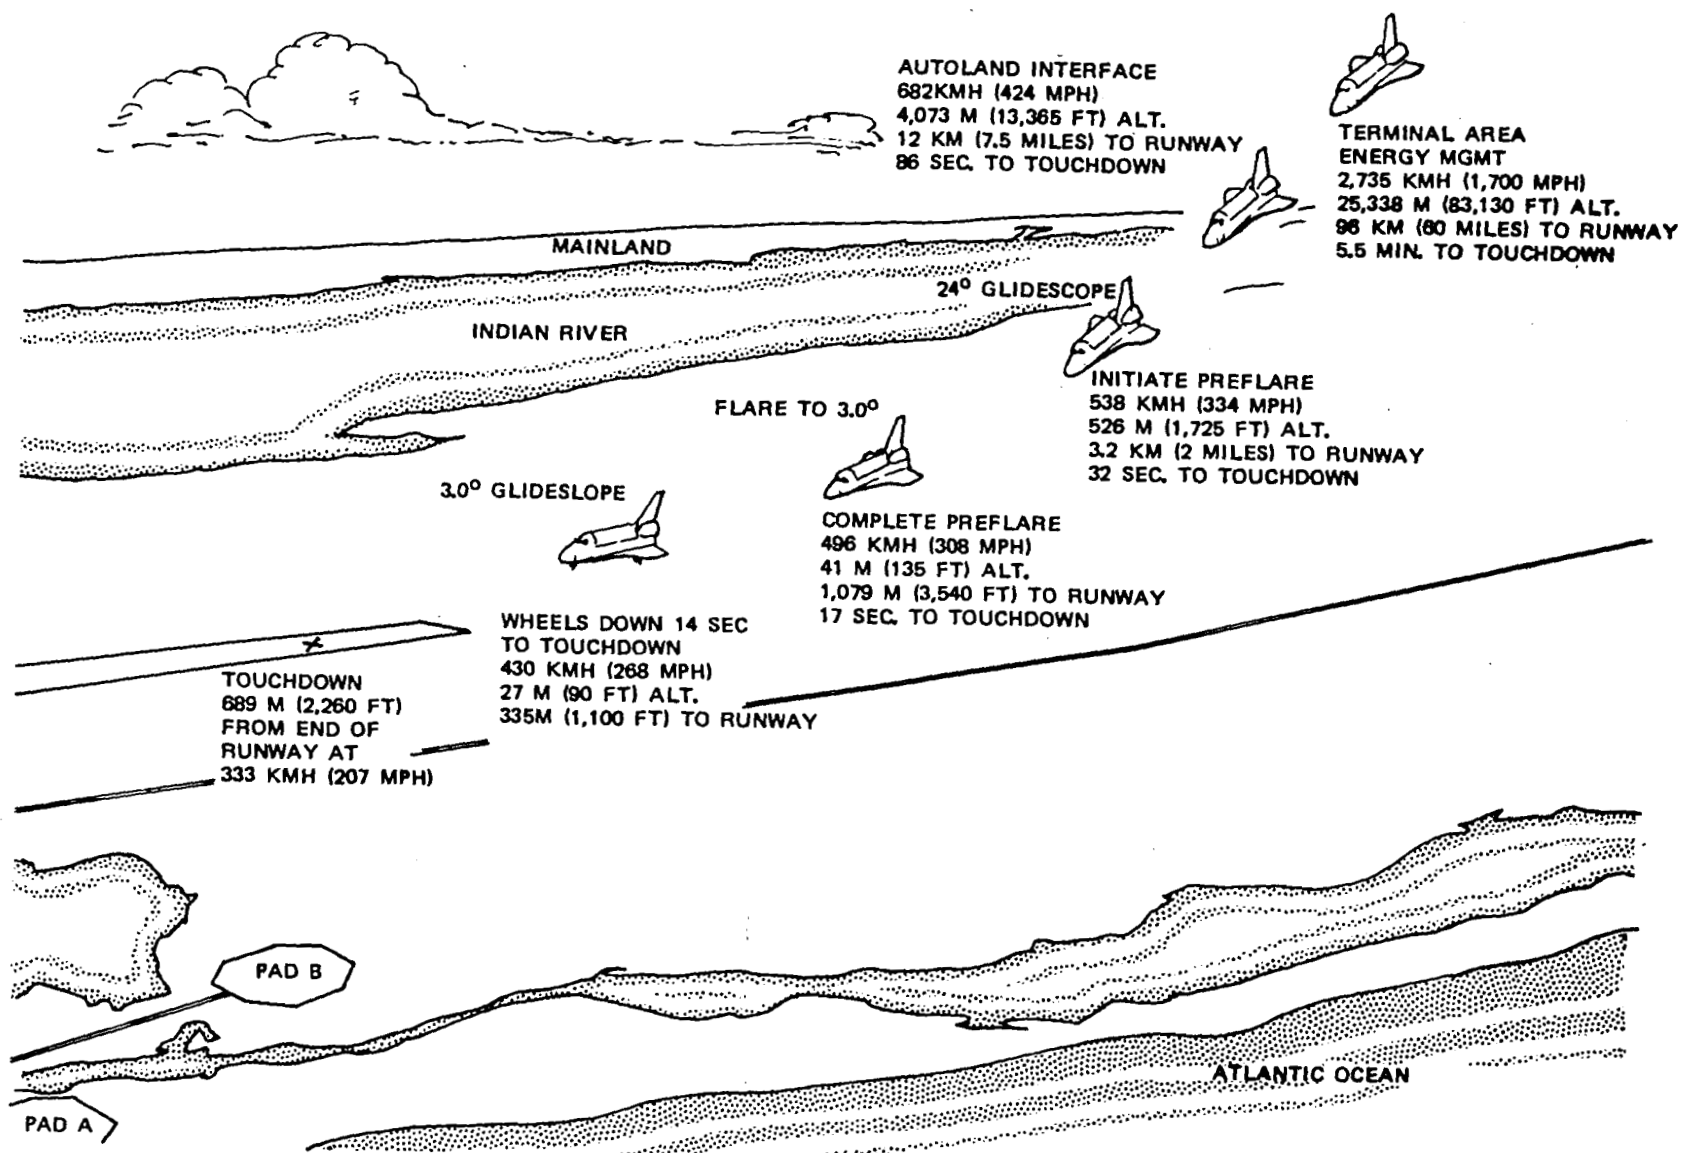 AUTOLAND INTERFACE
682KMH (424 MPH)
4,073 M (13,365 FT) ALT.
12 KM (7.5 MILES) TO RUNWAY
86 SEC. TO TOUCHDOWN
TERMINAL AREA
ENERGY MGMT
2,735 KMH (1,700 MPH)
25,338 M (83,130 FT) ALT.
96 KM (60 MILES) TO RUNWAY
5.5 MIN. TO TOUCHDOWN
MAINLAND
24° GLIDESCOPE
INDIAN RIVER
INITIATE PREFLARE
538 KMH (334 MPH)
526 M (1,725 FT) ALT.
3.2 KM (2 MILES) TO RUNWAY
32 SEC. TO TOUCHDOWN
FLARE TO 3.0°
3.0° GLIDESLOPE
COMPLETE PREFLARE
496 KMH (308 MPH)
41 M (135 FT) ALT.
1,079 M (3,540 FT) TO RUNWAY
17 SEC. TO TOUCHDOWN
WHEELS DOWN 14 SEC
TO TOUCHDOWN
430 KMH (268 MPH)
27 M (90 FT) ALT.
335M (1,100 FT) TO RUNWAY
TOUCHDOWN
689 M (2,260 FT)
FROM END OF
RUNWAY AT
333 KMH (207 MPH)
PAD B
ATLANTIC OCEAN
PAD A